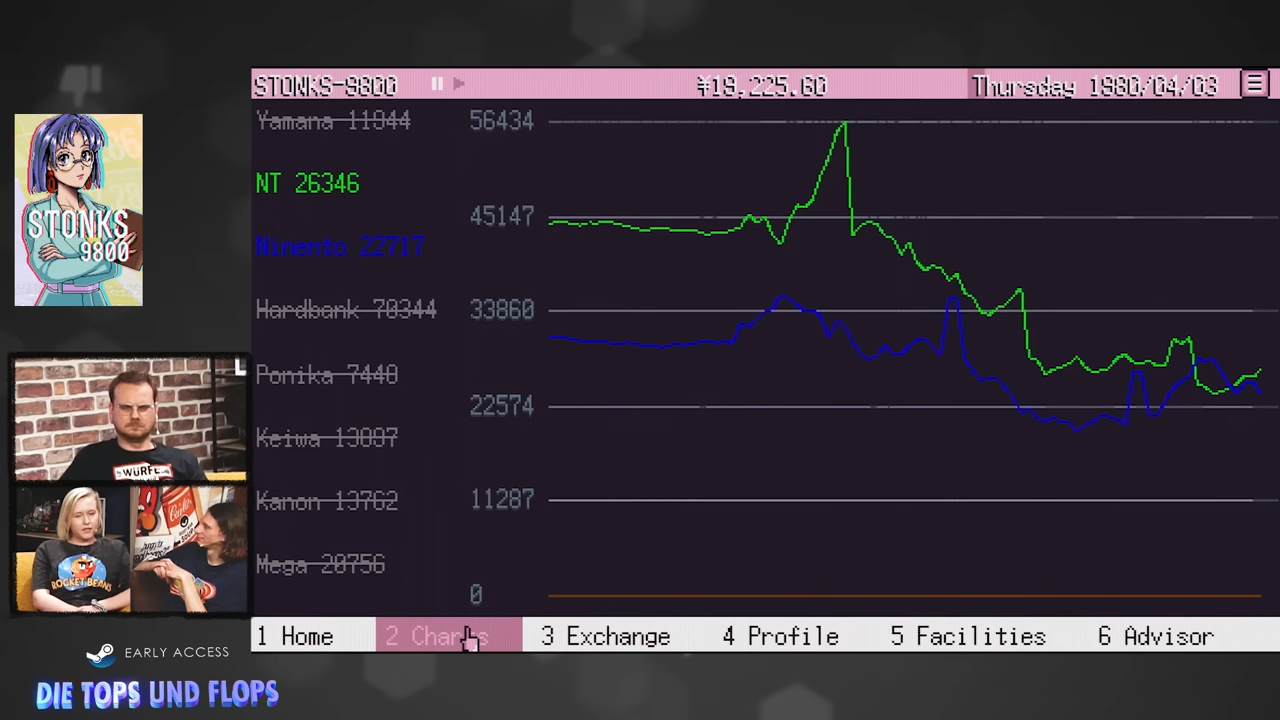 STONKS-9800
¥19,225.60
Thursday 1980/04/03
Yamana 11944
NT 26346
Ninento 22717
Hardbank 70344
Ponika 7440
Keiwa 13897
Kanon 13762
Mega 20756
56434
45147
33860
22574
11287
0
1 Home
2 Charts
3 Exchange
4 Profile
5 Facilities
6 Advisor
STONKS
9800
WÜRFL
ROCKET BEANS
EARLY ACCESS
DIE TOPS UND FLOPS